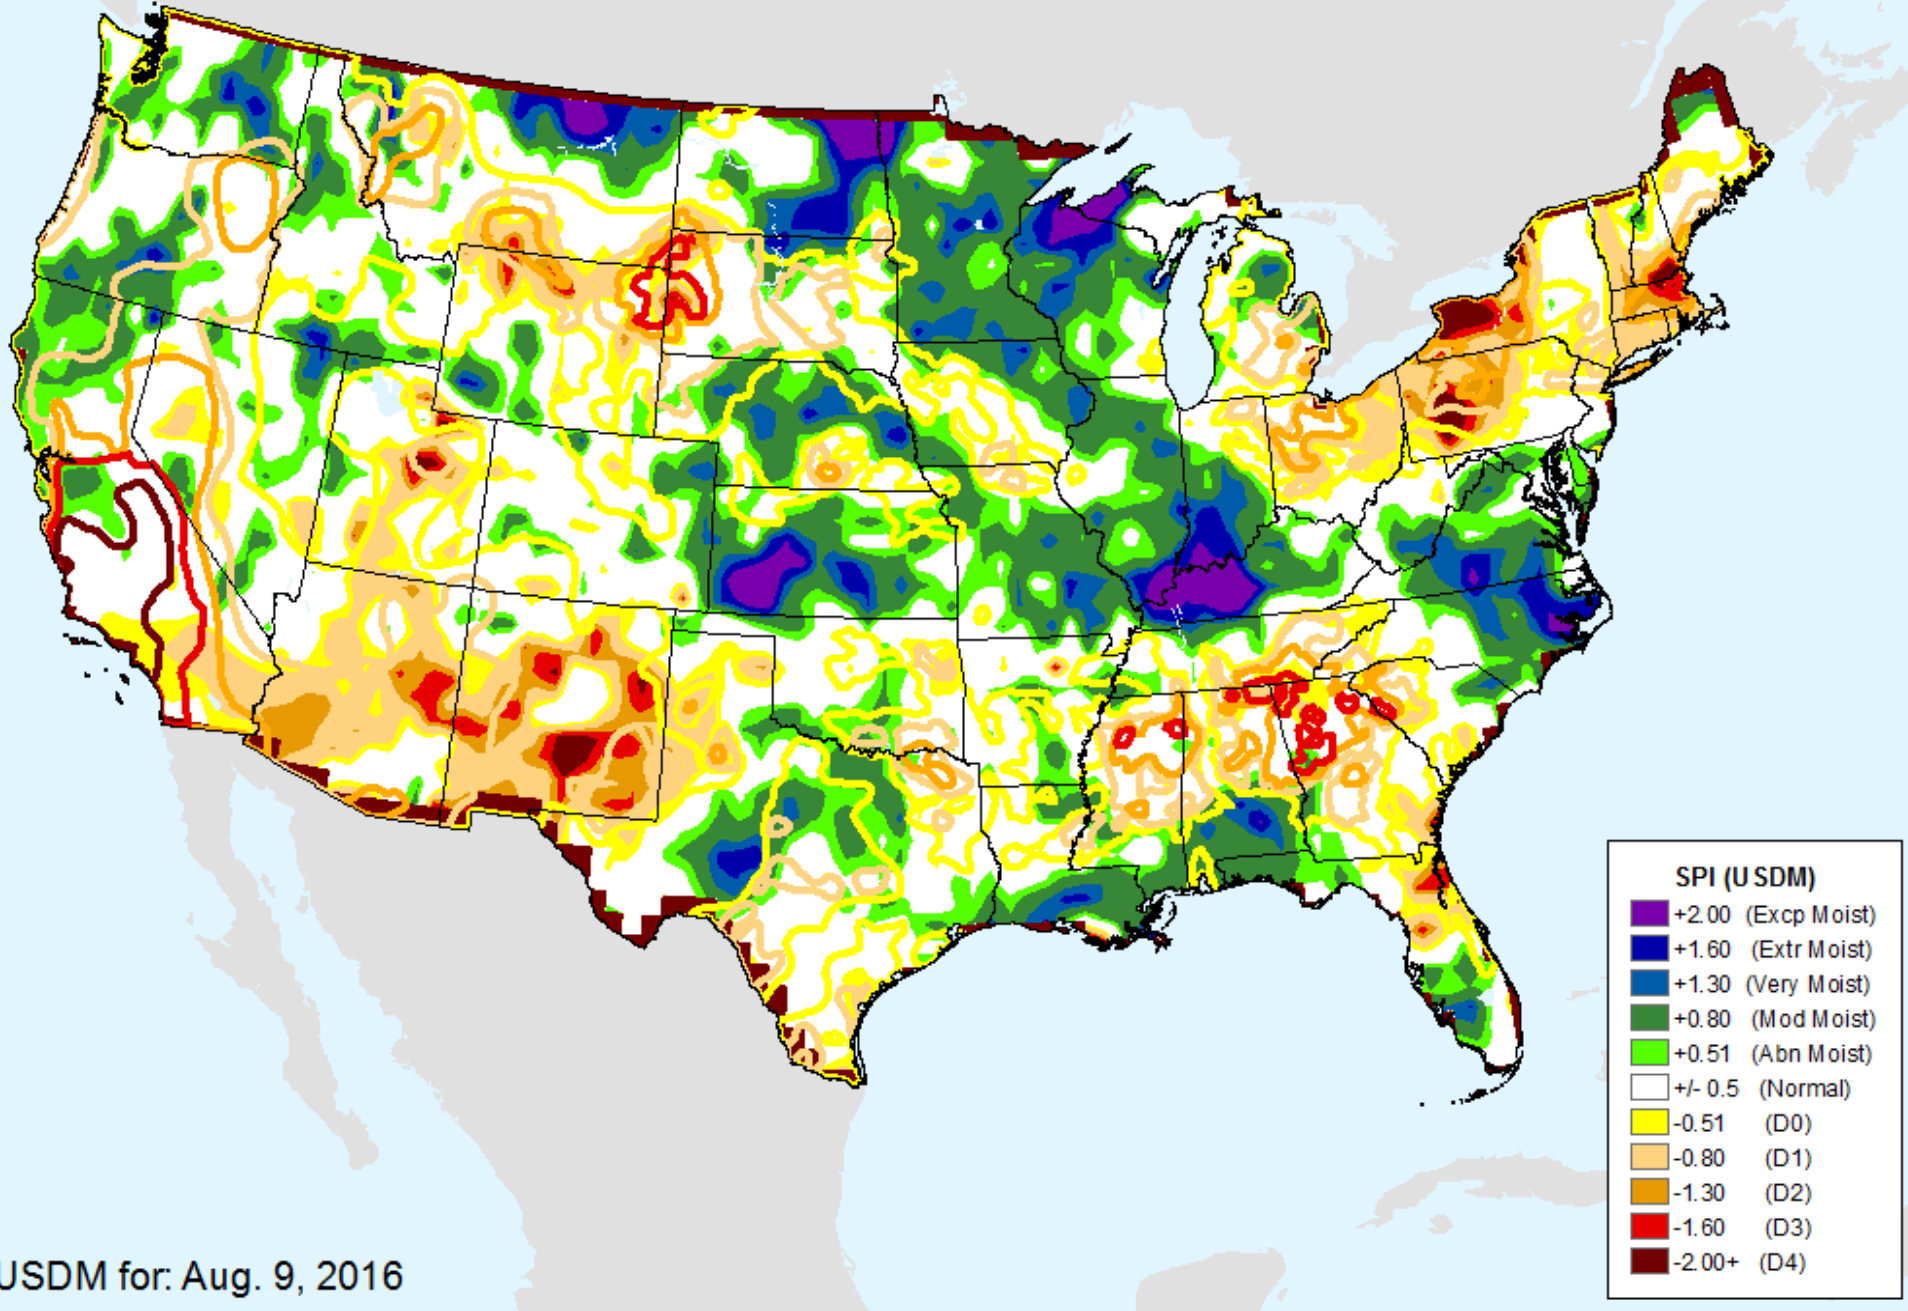 SPI (USDM)
+2.00 (Excp Moist)
+1.60 (Extr Moist)
+1.30 (Very Moist)
+0.80 (Mod Moist)
+0.51 (Abn Moist)
+/- 0.5 (Normal)
-0.51 (D0)
-0.80 (D1)
-1.30 (D2)
-1.60 (D3)
-2.00+ (D4)
USDM for: Aug. 9, 2016